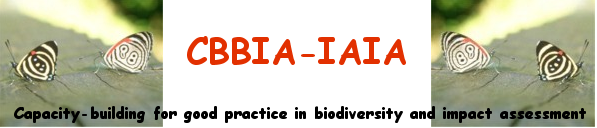 CBBIA-IAIA
Capacity-building for good practice in biodiversity and impact assessment